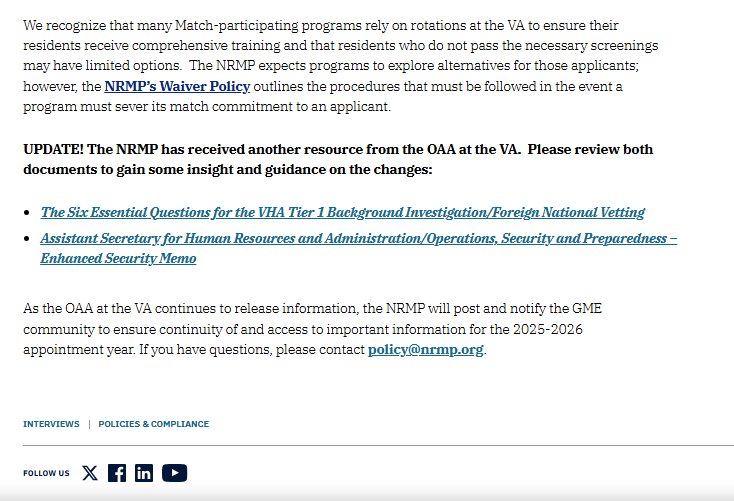 We recognize that many Match-participating programs rely on rotations at the VA to ensure their
residents receive comprehensive training and that residents who do not pass the necessary screenings
may have limited options.  The NRMP expects programs to explore alternatives for those applicants;
however, the NRMP's Waiver Policy outlines the procedures that must be followed in the event a
program must sever its match commitment to an applicant.
UPDATE! The NRMP has received another resource from the OAA at the VA.  Please review both
documents to gain some insight and guidance on the changes:
• The Six Essential Questions for the VHA Tier 1 Background Investigation/Foreign National Vetting
• Assistant Secretary for Human Resources and Administration/Operations, Security and Preparedness –
Enhanced Security Memo
As the OAA at the VA continues to release information, the NRMP will post and notify the GME
community to ensure continuity of and access to important information for the 2025-2026
appointment year. If you have questions, please contact policy@nrmp.org.
INTERVIEWS | POLICIES & COMPLIANCE
FOLLOW US